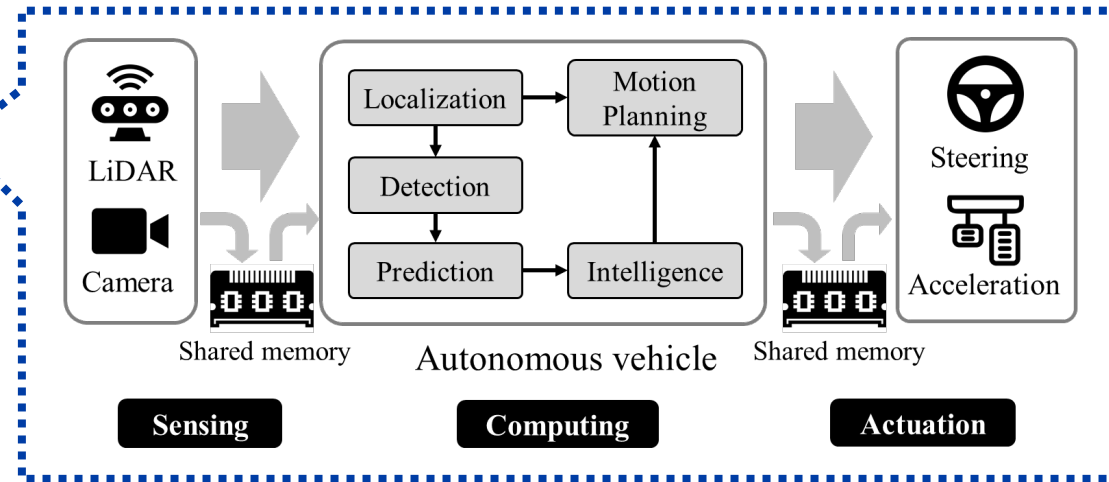 LiDAR
Camera
Shared memory
Localization
Motion
Planning
Detection
Prediction
Intelligence
Autonomous vehicle
Shared memory
Steering
Acceleration
Sensing
Computing
Actuation